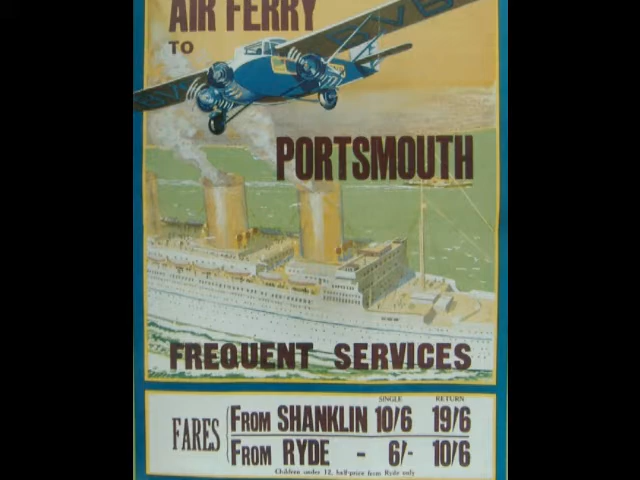 AIR FERRY
TO
PORTSMOUTH
FREQUENT SERVICES
SINGLE RETURN
FARES
FROM SHANKLIN 10/6 19/6
FROM RYDE - 6/- 10/6
Children under 12, half-price from Ryde only